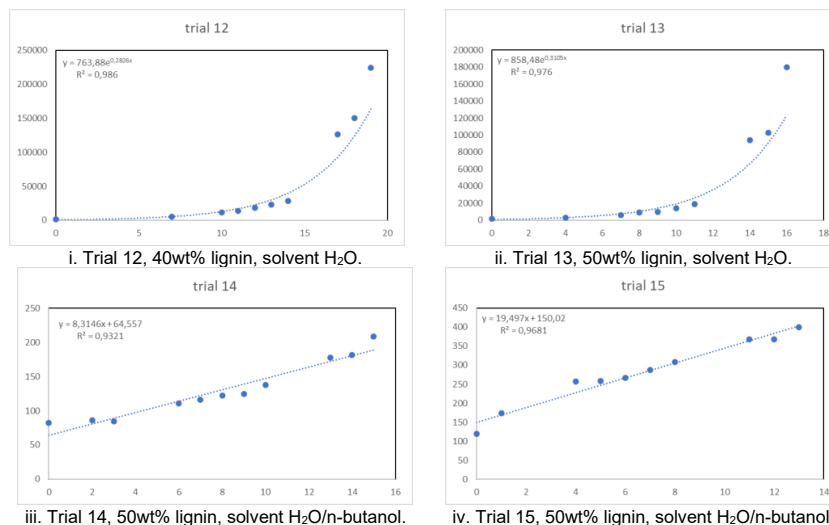 trial 12
y = 763,88e^0,2828x
R² = 0,986
250000
200000
150000
100000
50000
0
0 5 10 15 20
i. Trial 12, 40wt% lignin, solvent H₂O.
trial 13
y = 858,48e^0,3105x
R² = 0,976
200000
180000
160000
140000
120000
100000
80000
60000
40000
20000
0
0 2 4 6 8 10 12 14 16 18
ii. Trial 13, 50wt% lignin, solvent H₂O.
trial 14
y = 8,3146x + 64,557
R² = 0,9321
250
200
150
100
50
0
0 2 4 6 8 10 12 14 16
iii. Trial 14, 50wt% lignin, solvent H₂O/n-butanol.
trial 15
y = 19,497x + 150,02
R² = 0,9681
450
400
350
300
250
200
150
100
50
0
0 2 4 6 8 10 12 14
iv. Trial 15, 50wt% lignin, solvent H₂O/n-butanol